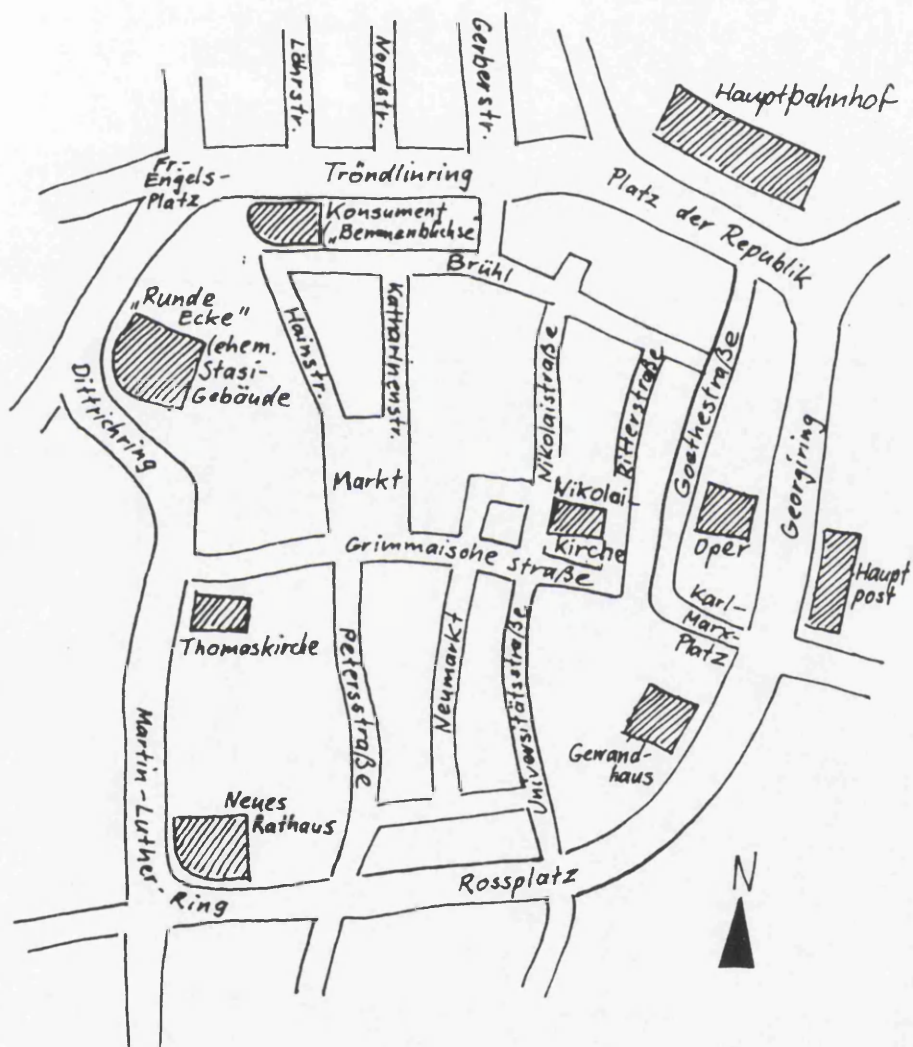 Löhrstr.
Nordstr.
Gerberstr.
Hauptbahnhof
Fr.-
Engels-
Platz
Tröndlinring
Platz der Republik
Konsument
("Bemmenbüchse"
Brühl
„Runde
Ecke"
(ehem.
Stasi-
Gebäude
Hainstr.
Katharinenstr.
Nikolaistraße
Ritterstraße
Goethestraße
Georgiring
Dittrichring
Markt
Nikolai-
Kirche
Oper
Grimmaische Straße
Karl-
Marx-
Platz
Haupt
post
Thomaskirche
Petersstraße
Neumarkt
Universitätsstraße
Gewand-
haus
Martin-Luther-Ring
Neues
Rathaus
Rossplatz
N